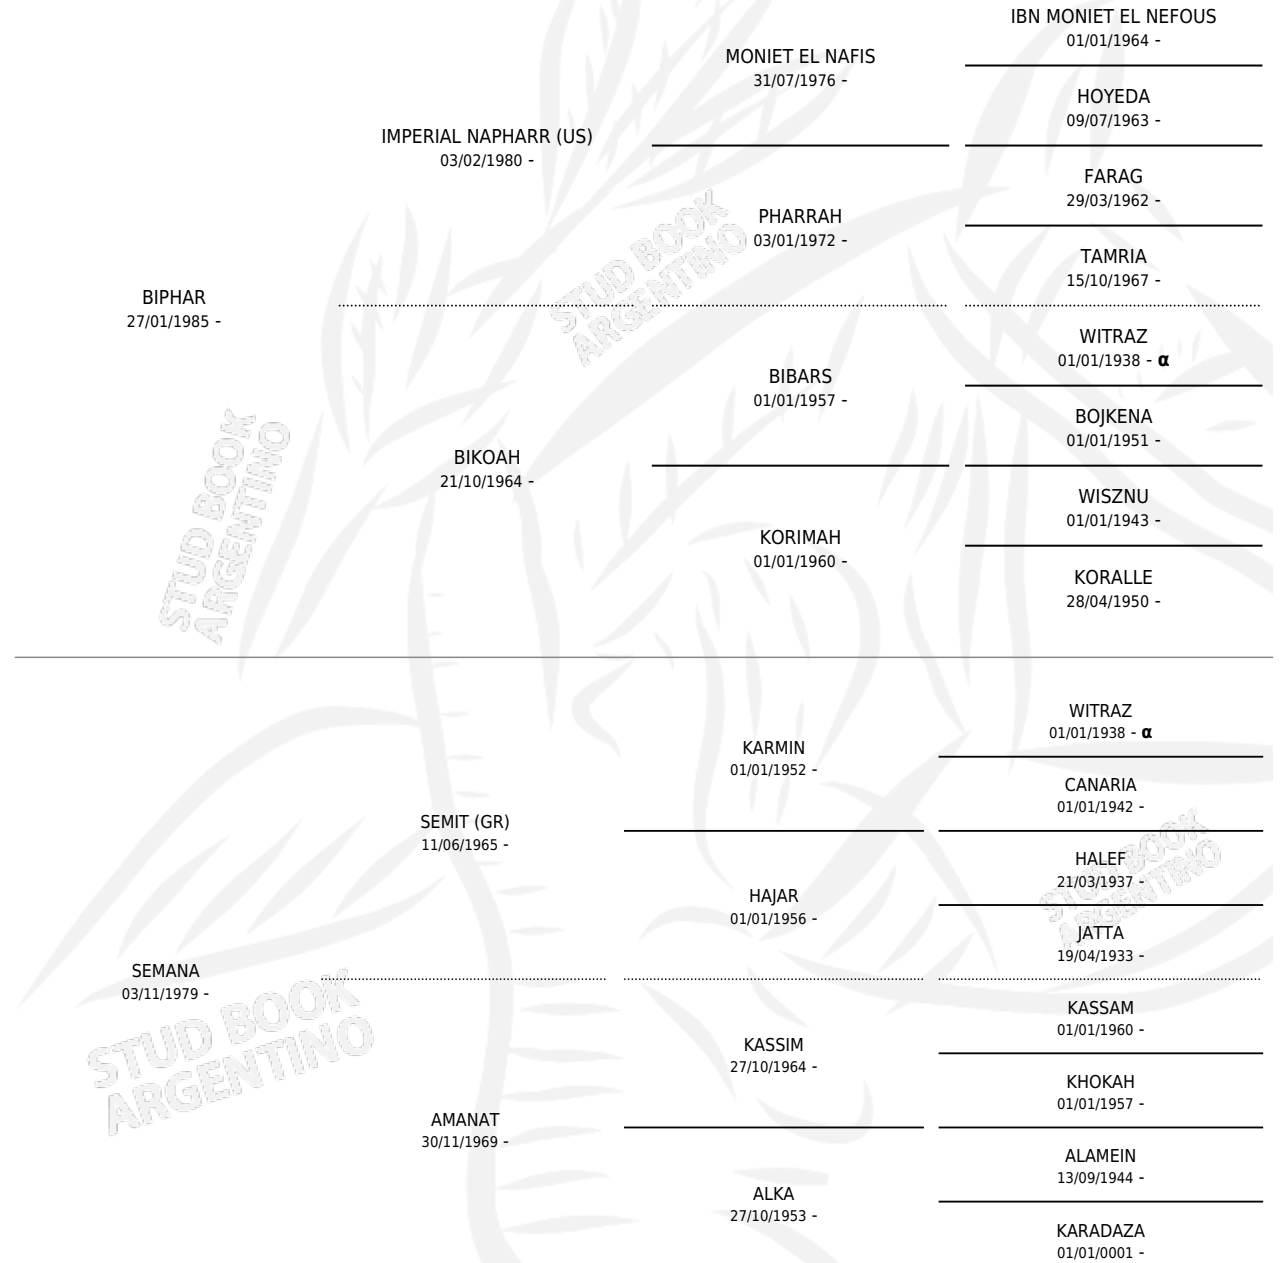 IBN MONIET EL NEFOUS
01/01/1964 -
MONIET EL NAFIS
31/07/1976 -
HOYEDA
09/07/1963 -
IMPERIAL NAPHARR (US)
03/02/1980 -
FARAG
29/03/1962 -
PHARRAH
03/01/1972 -
TAMRIA
15/10/1967 -
BIPHAR
27/01/1985 -
WITRAZ
01/01/1938 - α
BIBARS
01/01/1957 -
BOJKENA
01/01/1951 -
BIKOAH
21/10/1964 -
WISZNU
01/01/1943 -
KORIMAH
01/01/1960 -
KORALLE
28/04/1950 -
WITRAZ
01/01/1938 - α
KARMIN
01/01/1952 -
CANARIA
01/01/1942 -
SEMIT (GR)
11/06/1965 -
HALEF
21/03/1937 -
HAJAR
01/01/1956 -
JATTA
19/04/1933 -
SEMANA
03/11/1979 -
KASSAM
01/01/1960 -
KASSIM
27/10/1964 -
KHOKAH
01/01/1957 -
AMANAT
30/11/1969 -
ALAMEIN
13/09/1944 -
ALKA
27/10/1953 -
KARADAZA
01/01/0001 -
STUD BOOK
ARGENTINO
STUD BOOK
ARGENTINO
STUD BOOK
ARGENTINO
STUD BOOK
ARGENTINO